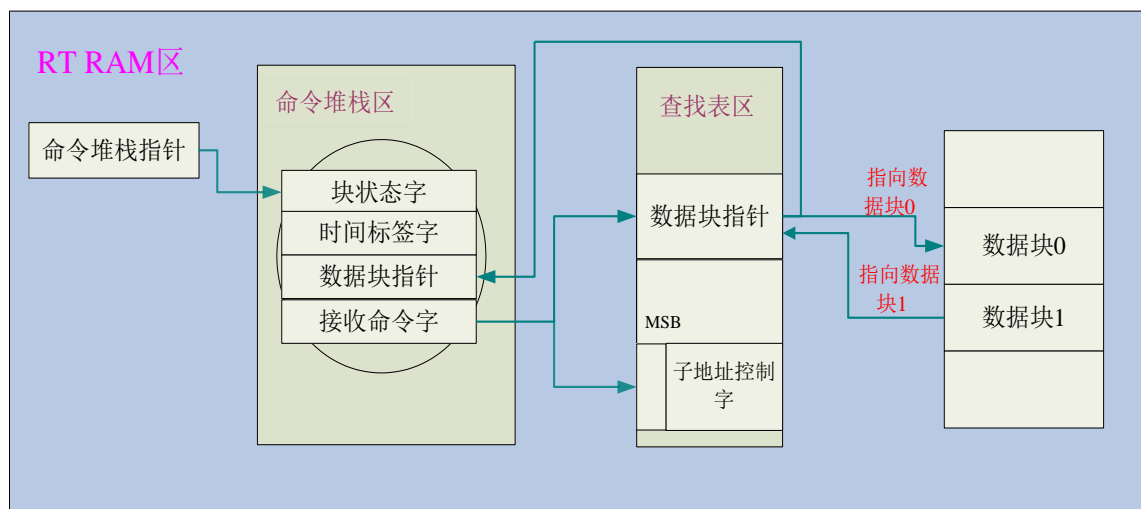 RT RAM区
命令堆栈指针
命令堆栈区
块状态字
时间标签字
数据块指针
接收命令字
查找表区
数据块指针
MSB
子地址控制
字
指向数
据块0
指向数据
块1
数据块0
数据块1